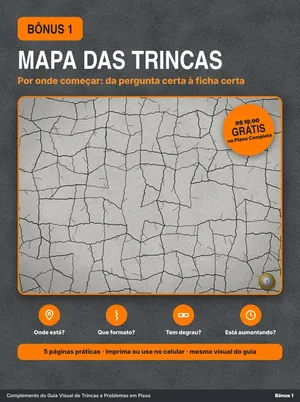 BÔNUS 1
MAPA DAS TRINCAS
Por onde começar: da pergunta certa à ficha certa
GRÁTIS
no Plano Completo
Onde está?
Que formato?
Tem degrau?
Está aumentando?
5 páginas práticas · imprima ou use no celular · mesmo visual do guia
Complemento do Guia Visual de Trincas e Problemas em Pisos
Bônus 1